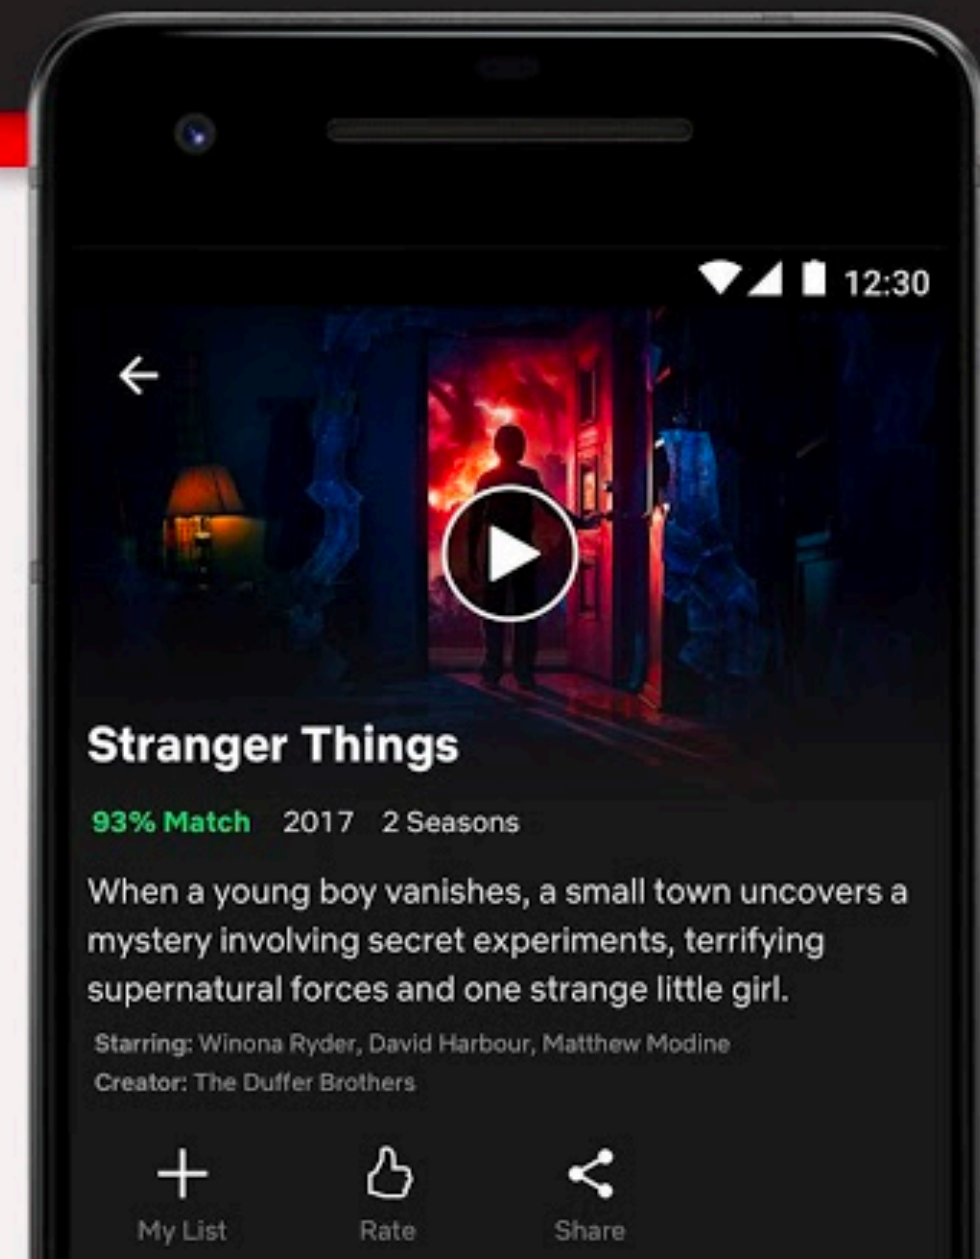 12:30
Stranger Things
93% Match 2017 2 Seasons
When a young boy vanishes, a small town uncovers a
mystery involving secret experiments, terrifying
supernatural forces and one strange little girl.
Starring: Winona Ryder, David Harbour, Matthew Modine
Creator: The Duffer Brothers
My List Rate Share